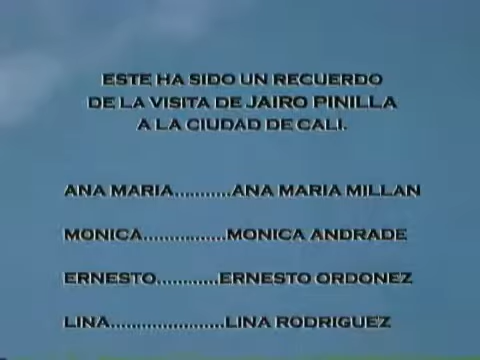 ESTE HA SIDO UN RECUERDO
DE LA VISITA DE JAIRO PINILLA
A LA CIUDAD DE CALI.
ANA MARIA...........ANA MARIA MILLAN
MONICA................MONICA ANDRADE
ERNESTO............ERNESTO ORDONEZ
LINA......................LINA RODRIGUEZ